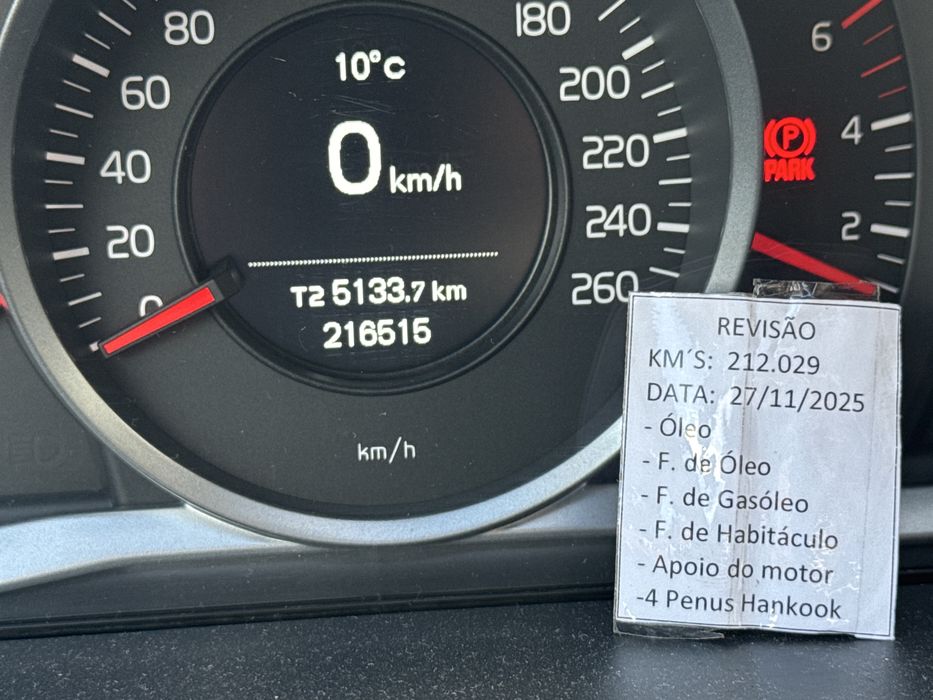 80
60
40
20
0
10°C
0 km/h
T2 5133.7 km
216515
km/h
180
200
220
240
260
6
4
2
P
PARK
REVISÃO
KM´S: 212.029
DATA: 27/11/2025
- Óleo
- F. de Óleo
- F. de Gasóleo
- F. de Habitáculo
- Apoio do motor
-4 Penus Hankook